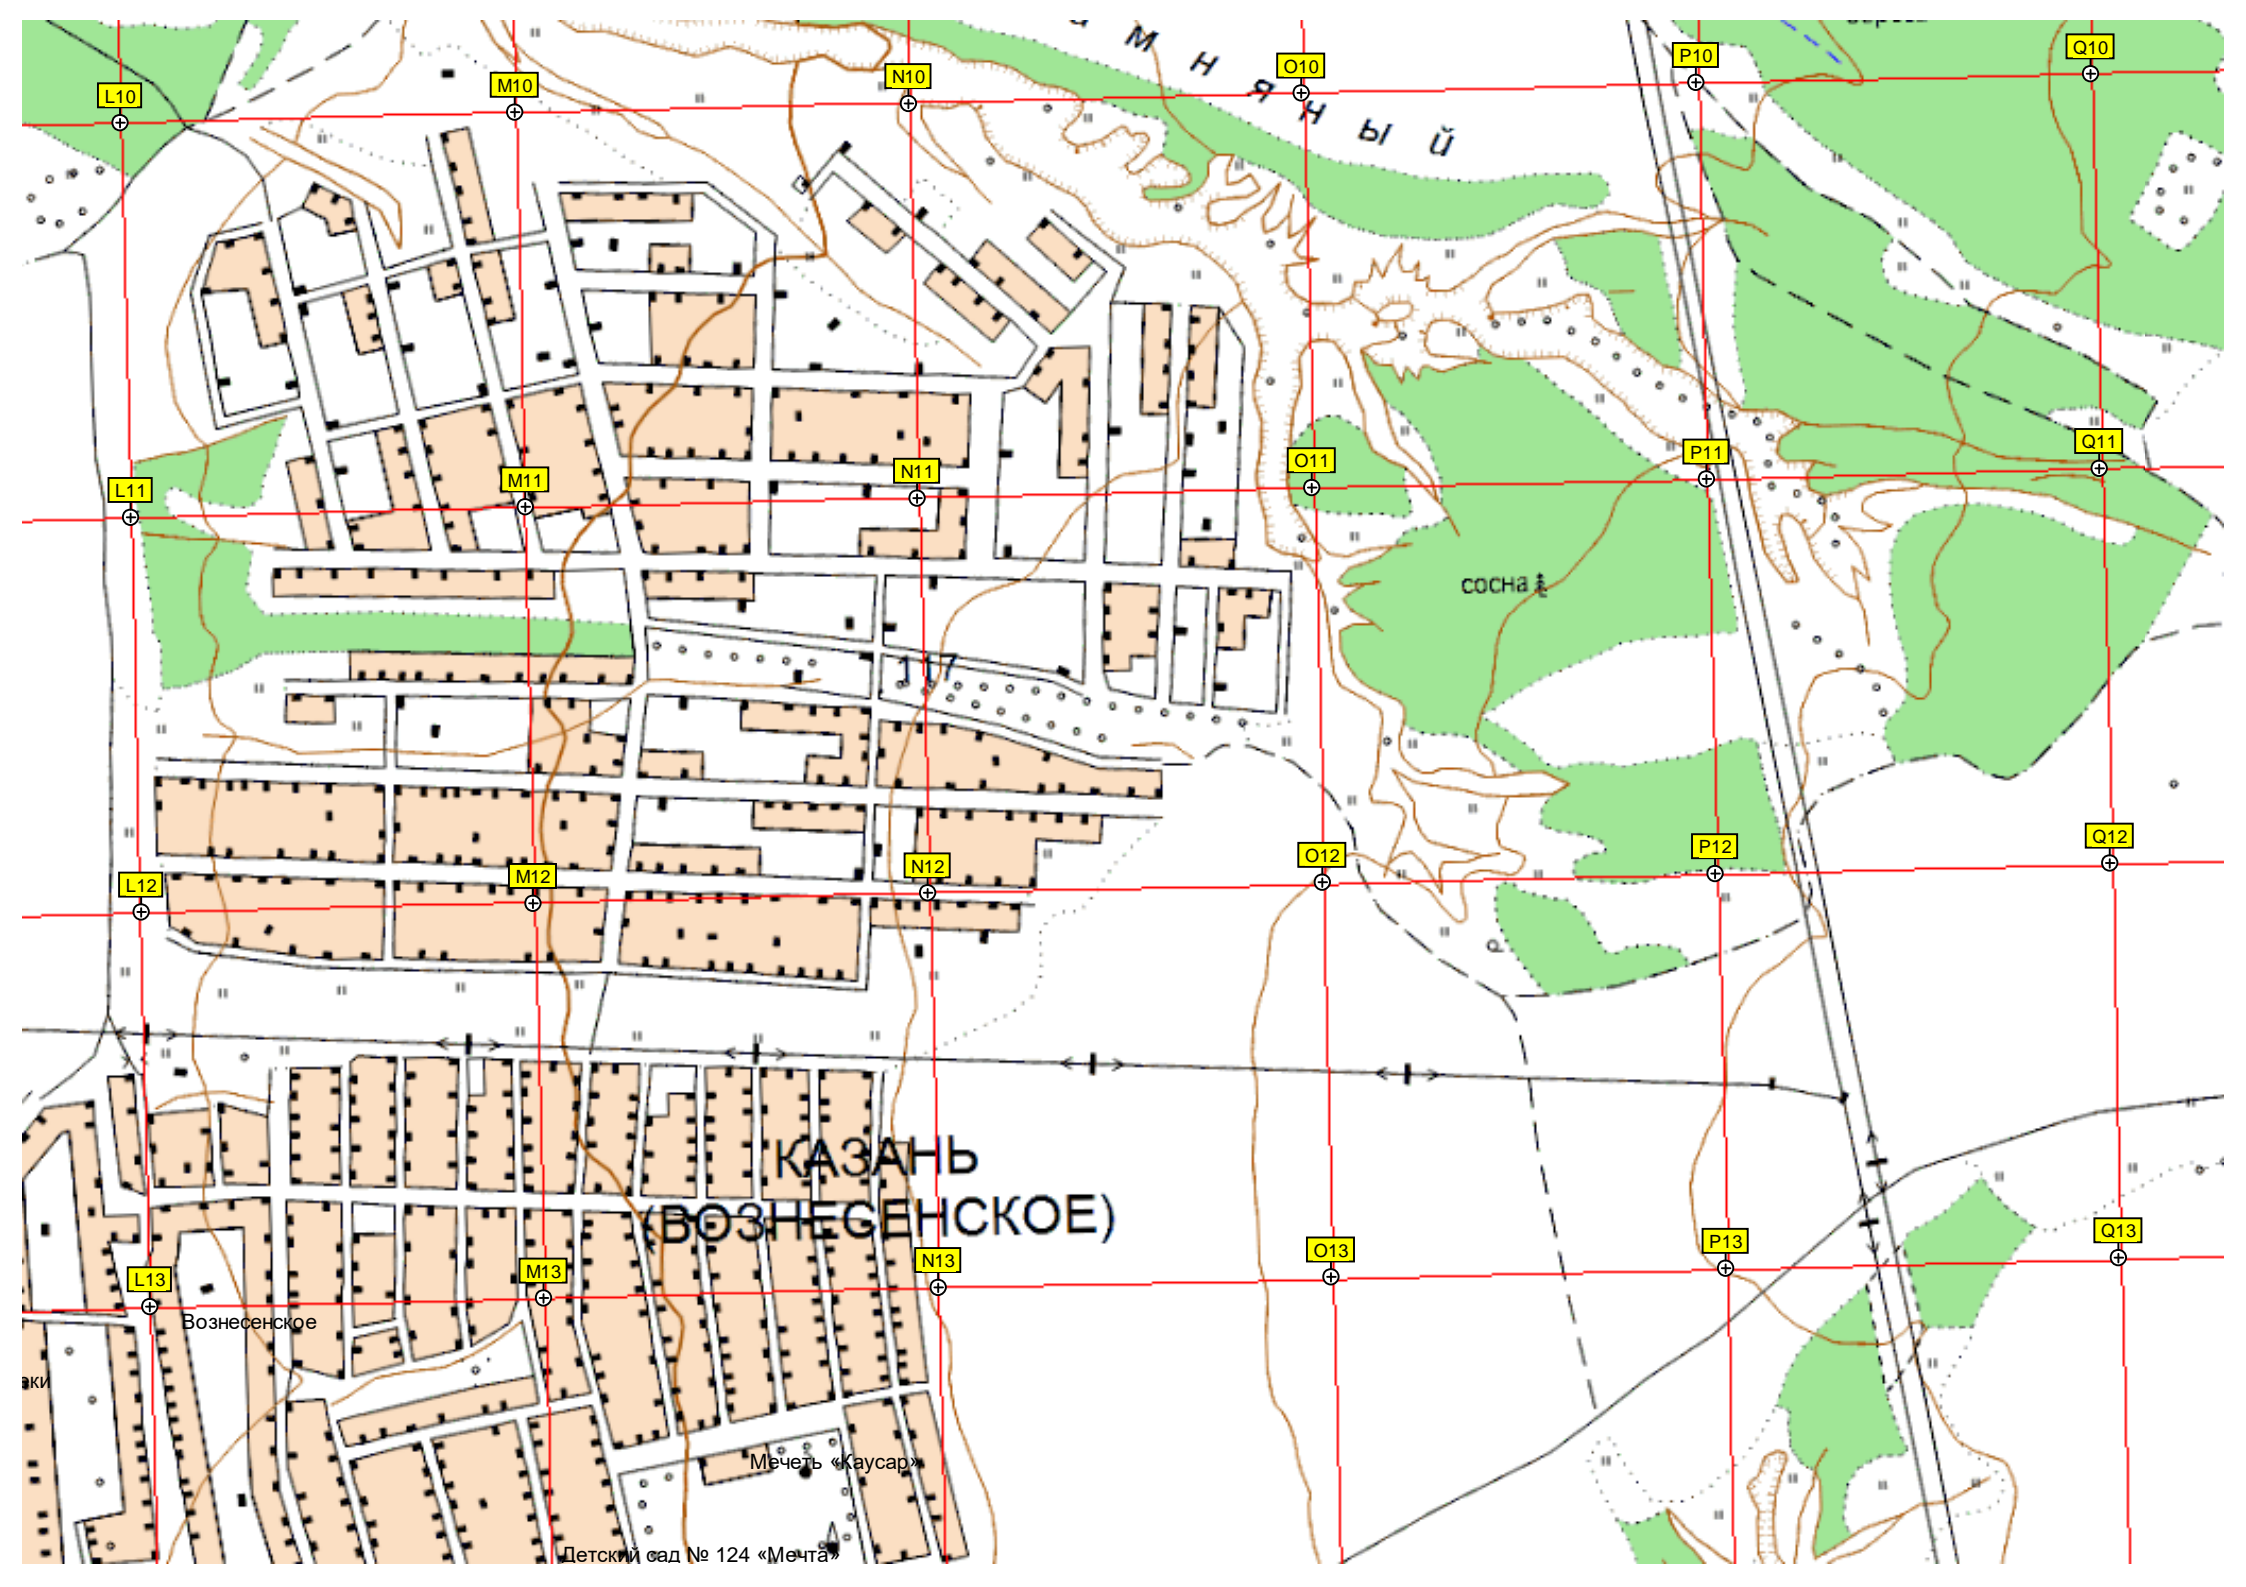 мняный
Q10
P10
O10
N10
M10
L10
Q11
P11
O11
N11
M11
L11
сосна
117
Q12
P12
O12
N12
M12
L12
КАЗАНЬ
(ВОЗНЕСЕНСКОЕ)
Q13
P13
O13
N13
M13
L13
Вознесенское
Мечеть «Каусар»
Детский сад № 124 «Мечта»